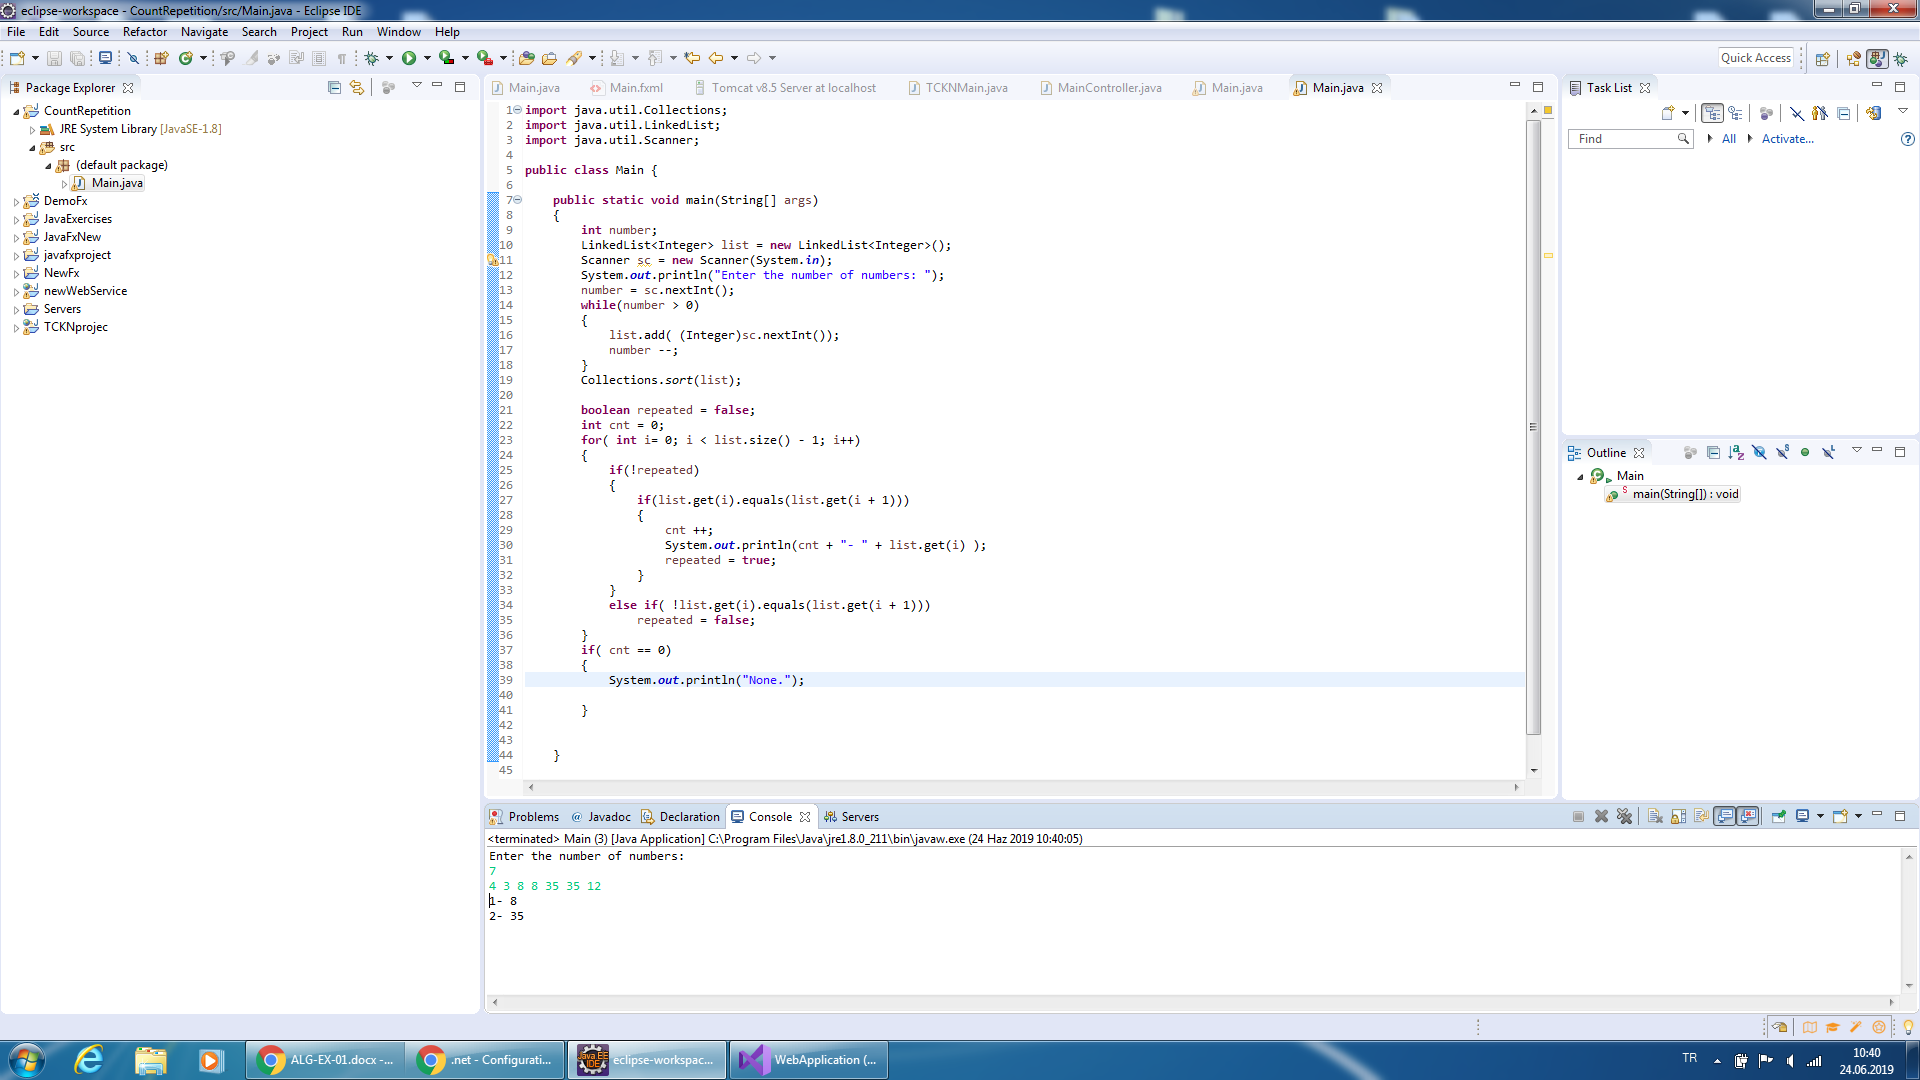 eclipse-workspace - CountRepetition/src/Main.java - Eclipse IDE
File Edit Source Refactor Navigate Search Project Run Window Help
Quick Access
Package Explorer
CountRepetition
JRE System Library [JavaSE-1.8]
src
(default package)
Main.java
DemoFx
JavaExercises
JavaFxNew
javafxproject
NewFx
newWebService
Servers
TCKNprojec
Main.java Main.fxml Tomcat v8.5 Server at localhost TCKNMain.java MainController.java Main.java Main.java
1 import java.util.Collections;
2 import java.util.LinkedList;
3 import java.util.Scanner;
4
5 public class Main {
6
7 public static void main(String[] args)
8 {
9 int number;
10 LinkedList<Integer> list = new LinkedList<Integer>();
11 Scanner sc = new Scanner(System.in);
12 System.out.println("Enter the number of numbers: ");
13 number = sc.nextInt();
14 while(number > 0)
15 {
16 list.add( (Integer)sc.nextInt());
17 number --;
18 }
19 Collections.sort(list);
20
21 boolean repeated = false;
22 int cnt = 0;
23 for( int i= 0; i < list.size() - 1; i++)
24 {
25 if(!repeated)
26 {
27 if(list.get(i).equals(list.get(i + 1)))
28 {
29 cnt ++;
30 System.out.println(cnt + "- " + list.get(i) );
31 repeated = true;
32 }
33 }
34 else if( !list.get(i).equals(list.get(i + 1)))
35 repeated = false;
36 }
37 if( cnt == 0)
38 {
39 System.out.println("None.");
40
41 }
42
43
44 }
45
Task List
Find All Activate...
Outline
Main
main(String[]) : void
Problems @ Javadoc Declaration Console Servers
<terminated> Main (3) [Java Application] C:\Program Files\Java\jre1.8.0_211\bin\javaw.exe (24 Haz 2019 10:40:05)
Enter the number of numbers:
7
4 3 8 8 35 35 12
1- 8
2- 35
ALG-EX-01.docx -... .net - Configurati... Java EE IDE eclipse-workspac... WebApplication (...
TR
10:40
24.06.2019